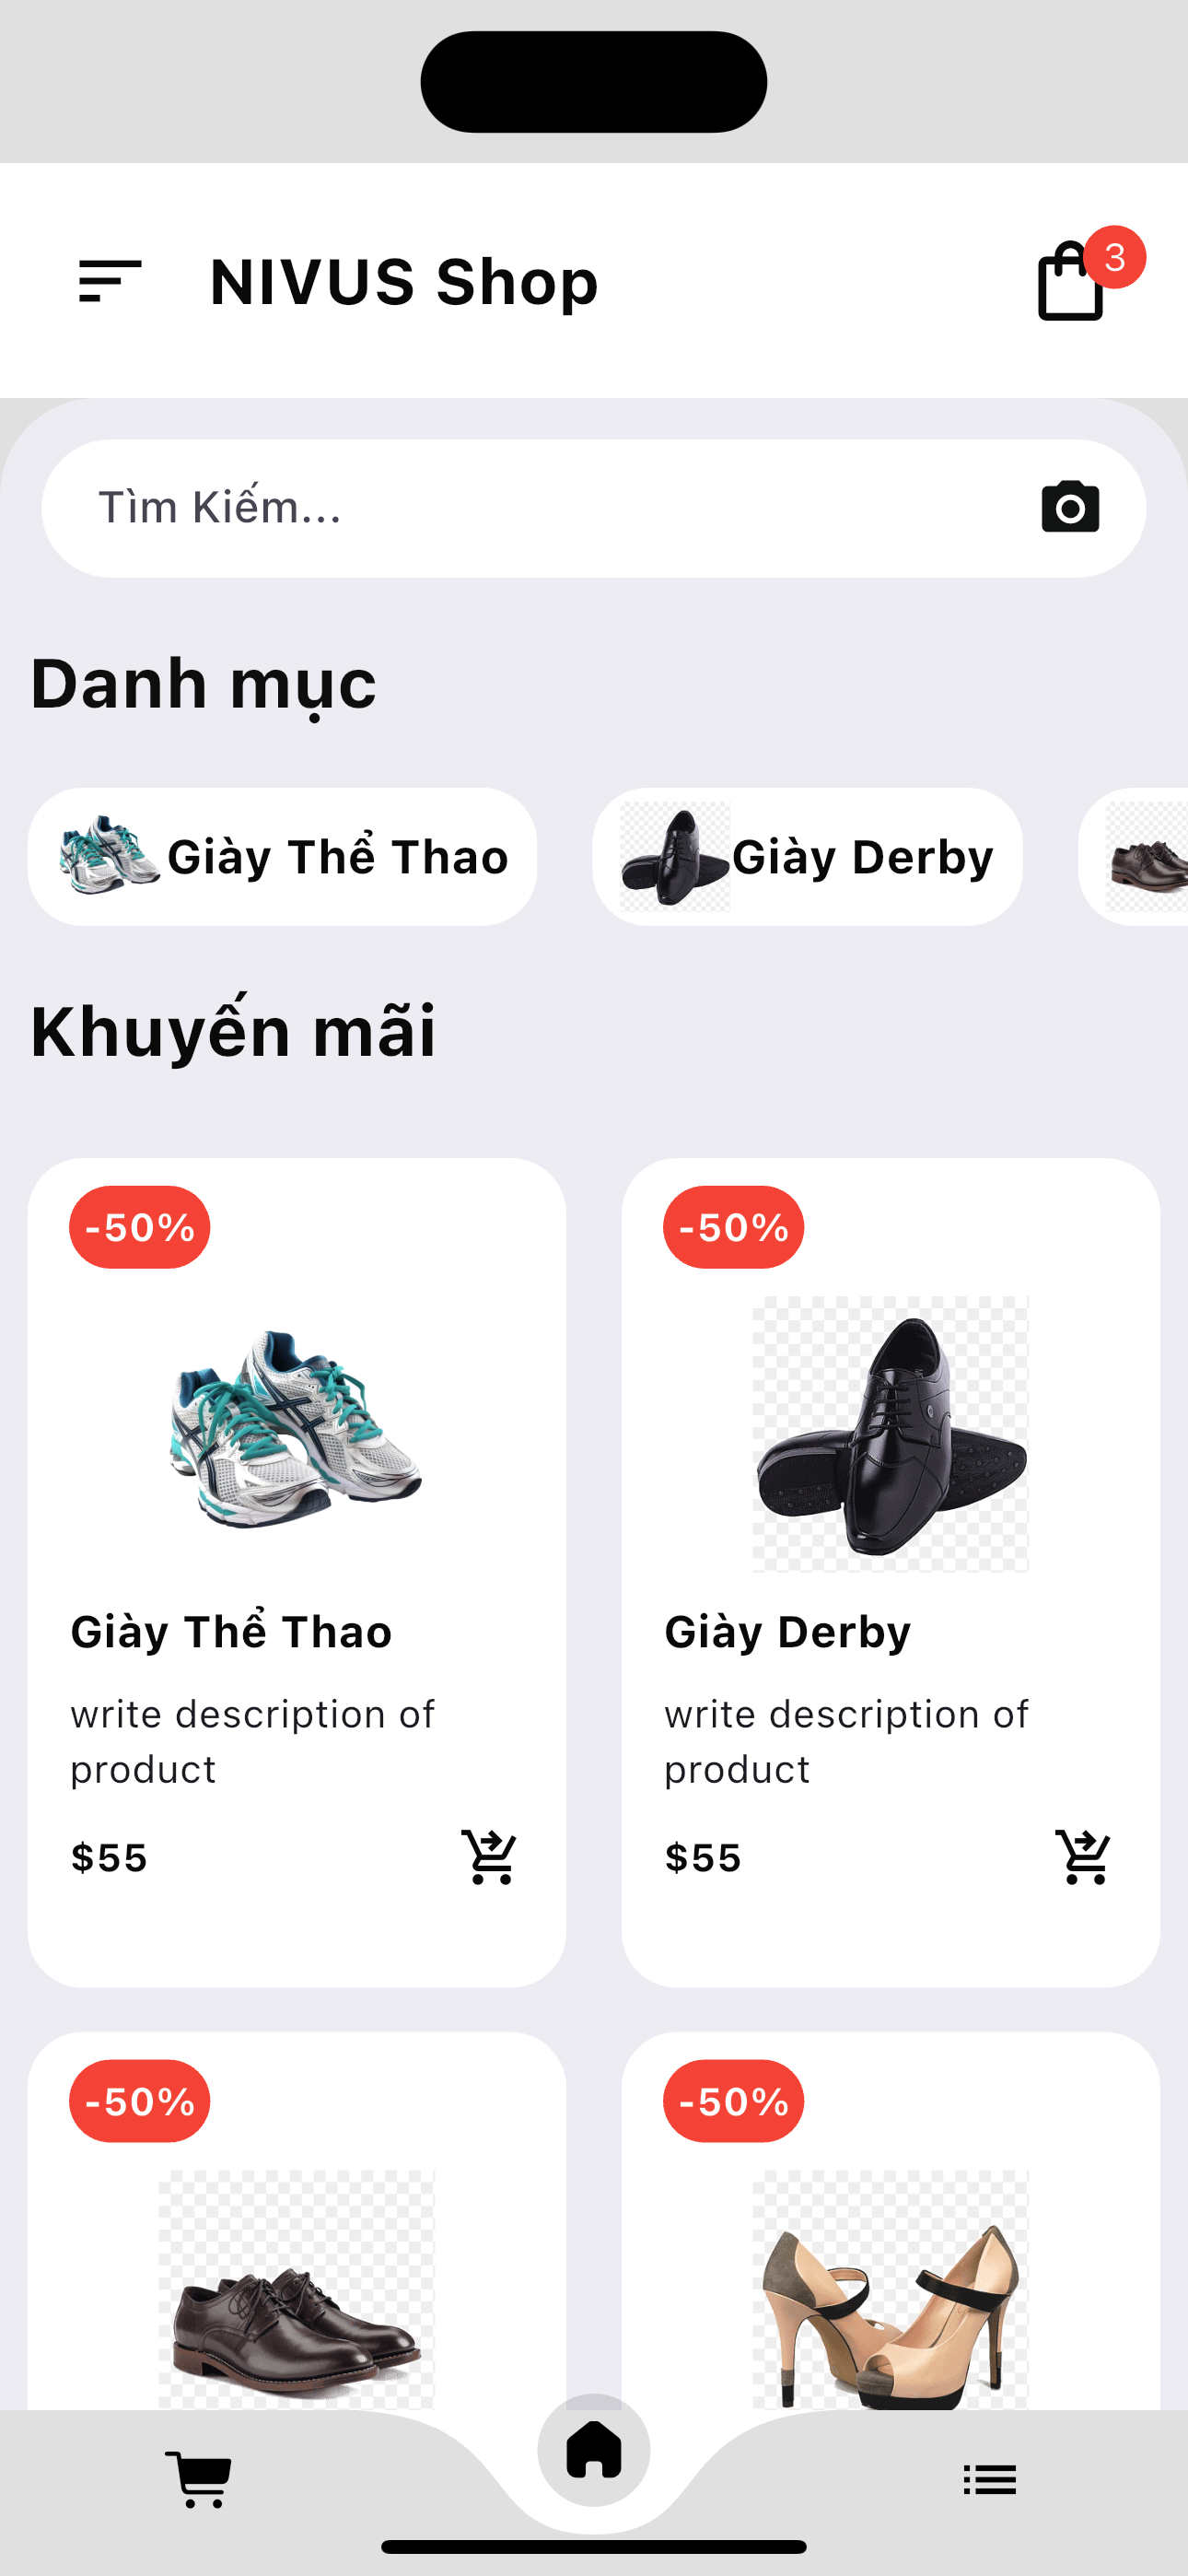 NIVUS Shop
3
Tìm Kiếm...
Danh mục
Giày Thể Thao
Giày Derby
Khuyến mãi
-50%
-50%
Giày Thể Thao
Giày Derby
write description of
product
write description of
product
$55
$55
-50%
-50%